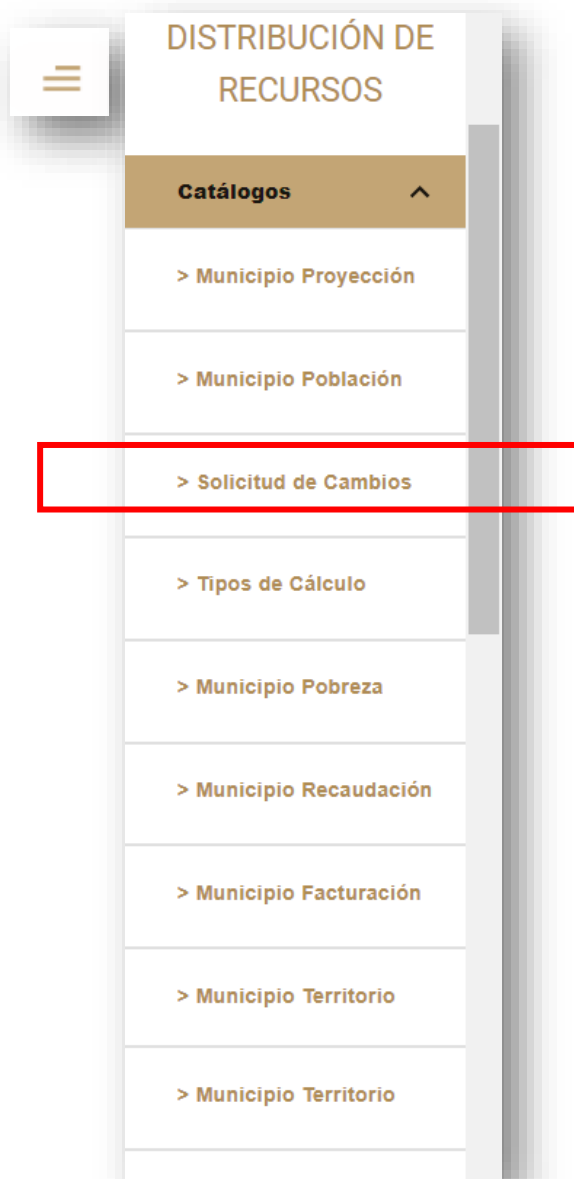 DISTRIBUCIÓN DE
RECURSOS
Catálogos
> Municipio Proyección
> Municipio Población
> Solicitud de Cambios
> Tipos de Cálculo
> Municipio Pobreza
> Municipio Recaudación
> Municipio Facturación
> Municipio Territorio
> Municipio Territorio